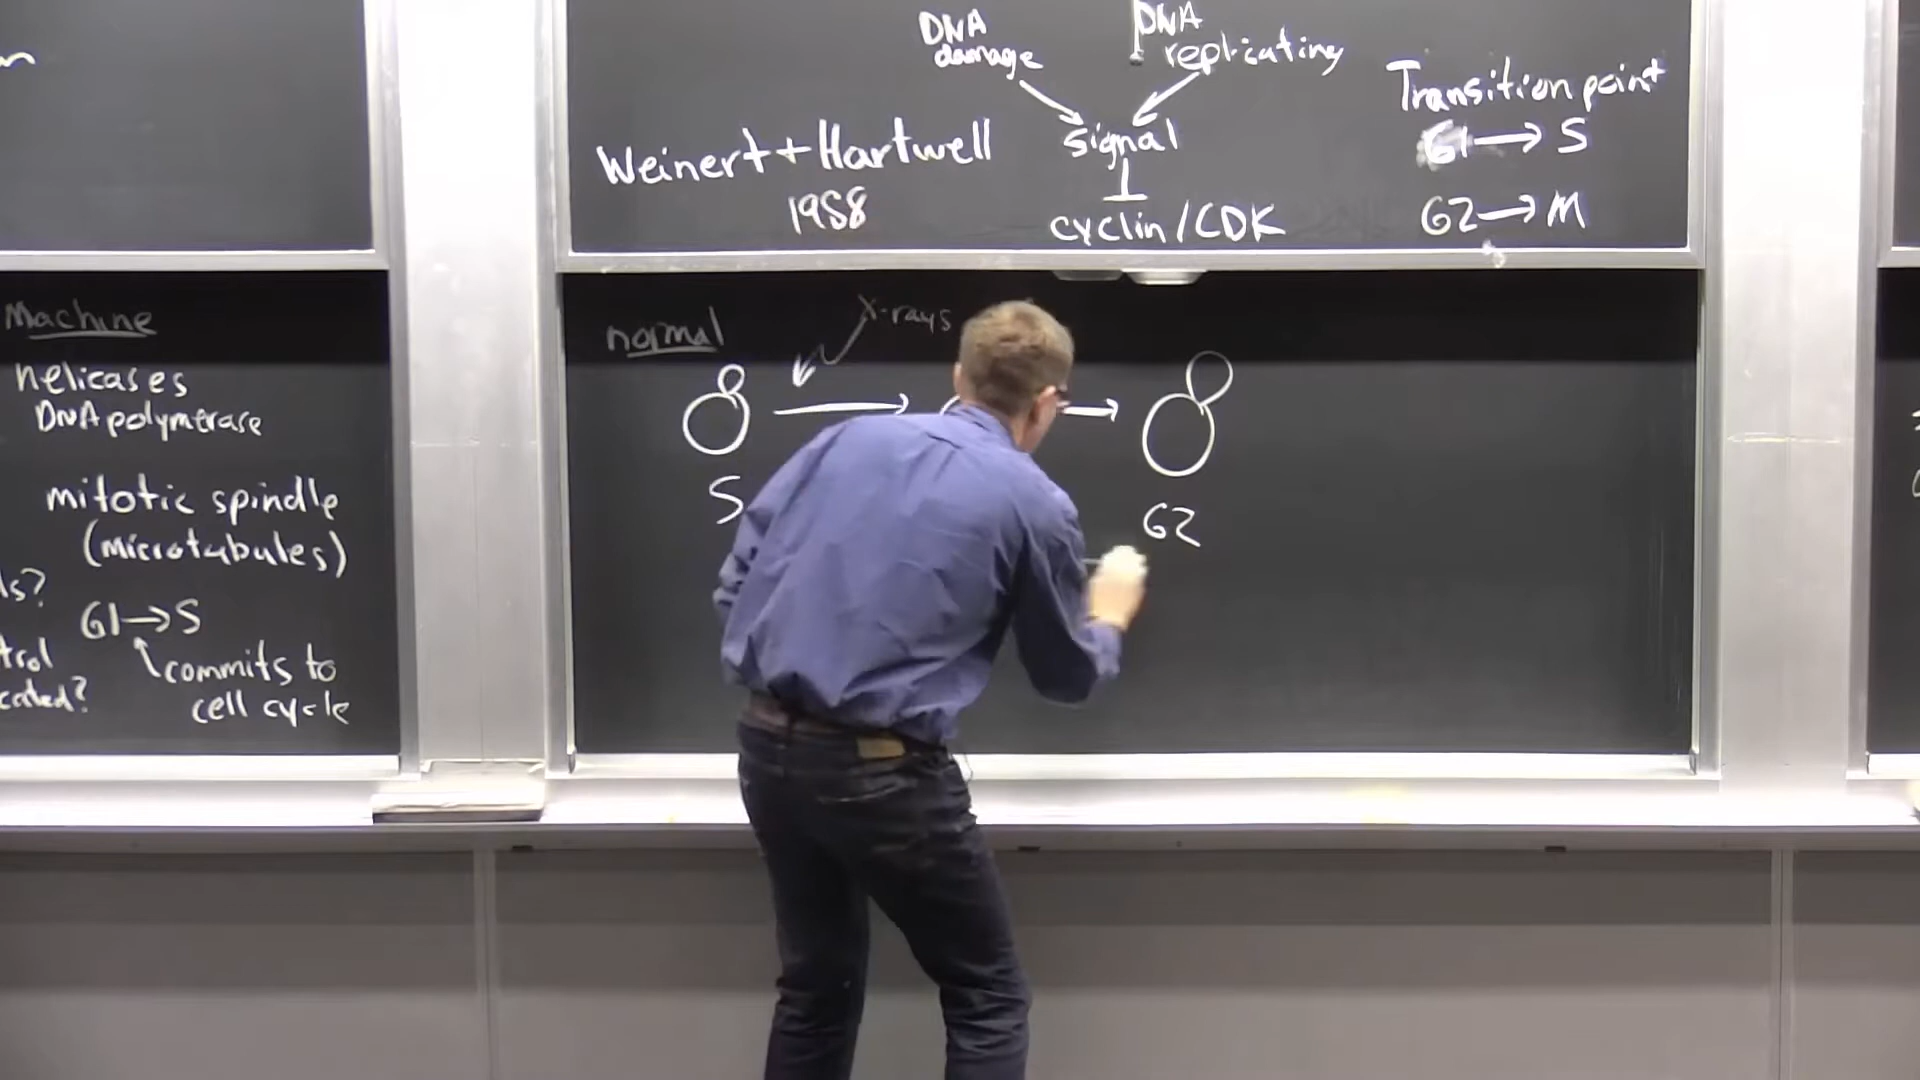 DNA
damage
DNA
replicating
signal
cyclin/CDK
Weinert + Hartwell
1988
Transition point
G1 → S
G2 → M
Machine
helicases
DNA polymerase
mitotic spindle
(microtubules)
G1 → S
commits to
cell cycle
normal
X-rays
S
G2